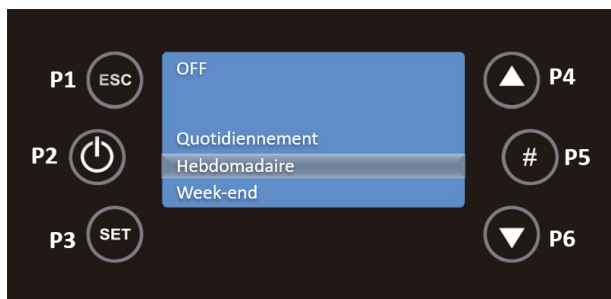 P1 ESC
OFF
P4
P2
Quotidiennement
Hebdomadaire
Week-end
# P5
P3 SET
P6